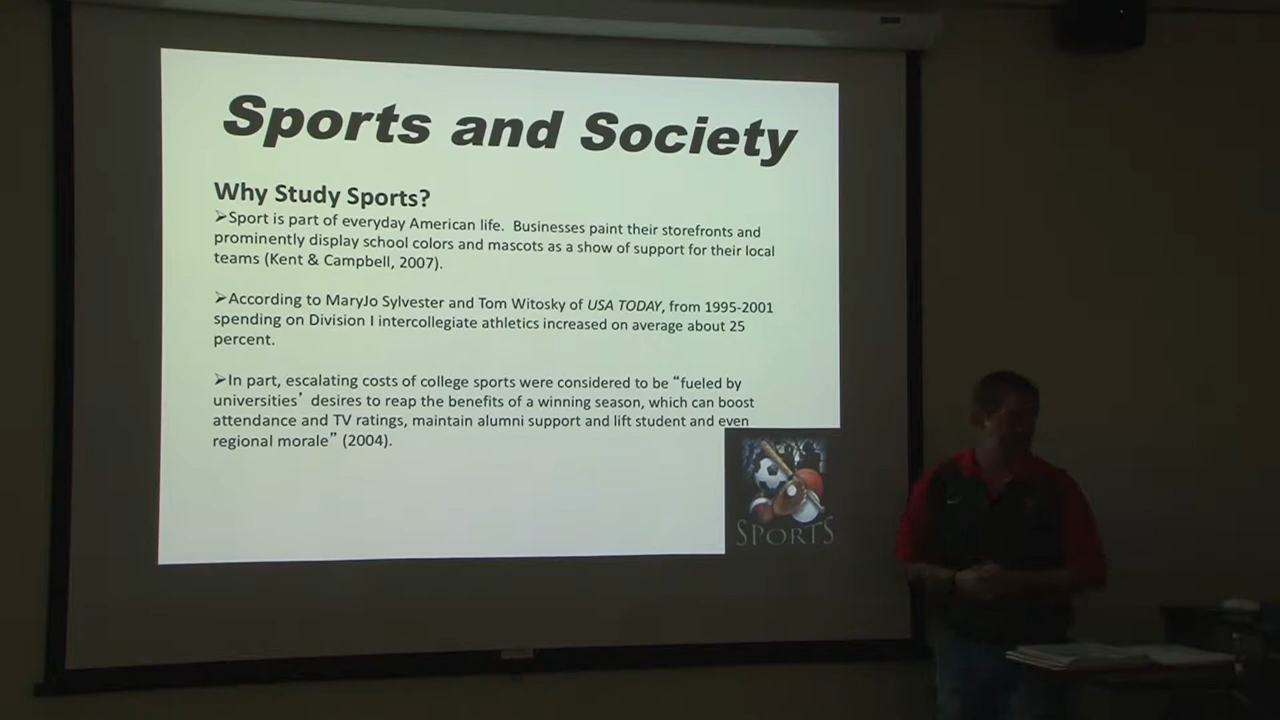 Sports and Society
Why Study Sports?
➢Sport is part of everyday American life. Businesses paint their storefronts and
prominently display school colors and mascots as a show of support for their local
teams (Kent & Campbell, 2007).
➢According to MaryJo Sylvester and Tom Witosky of USA TODAY, from 1995-2001
spending on Division I intercollegiate athletics increased on average about 25
percent.
➢In part, escalating costs of college sports were considered to be “fueled by
universities’ desires to reap the benefits of a winning season, which can boost
attendance and TV ratings, maintain alumni support and lift student and even
regional morale” (2004).
SPORTS